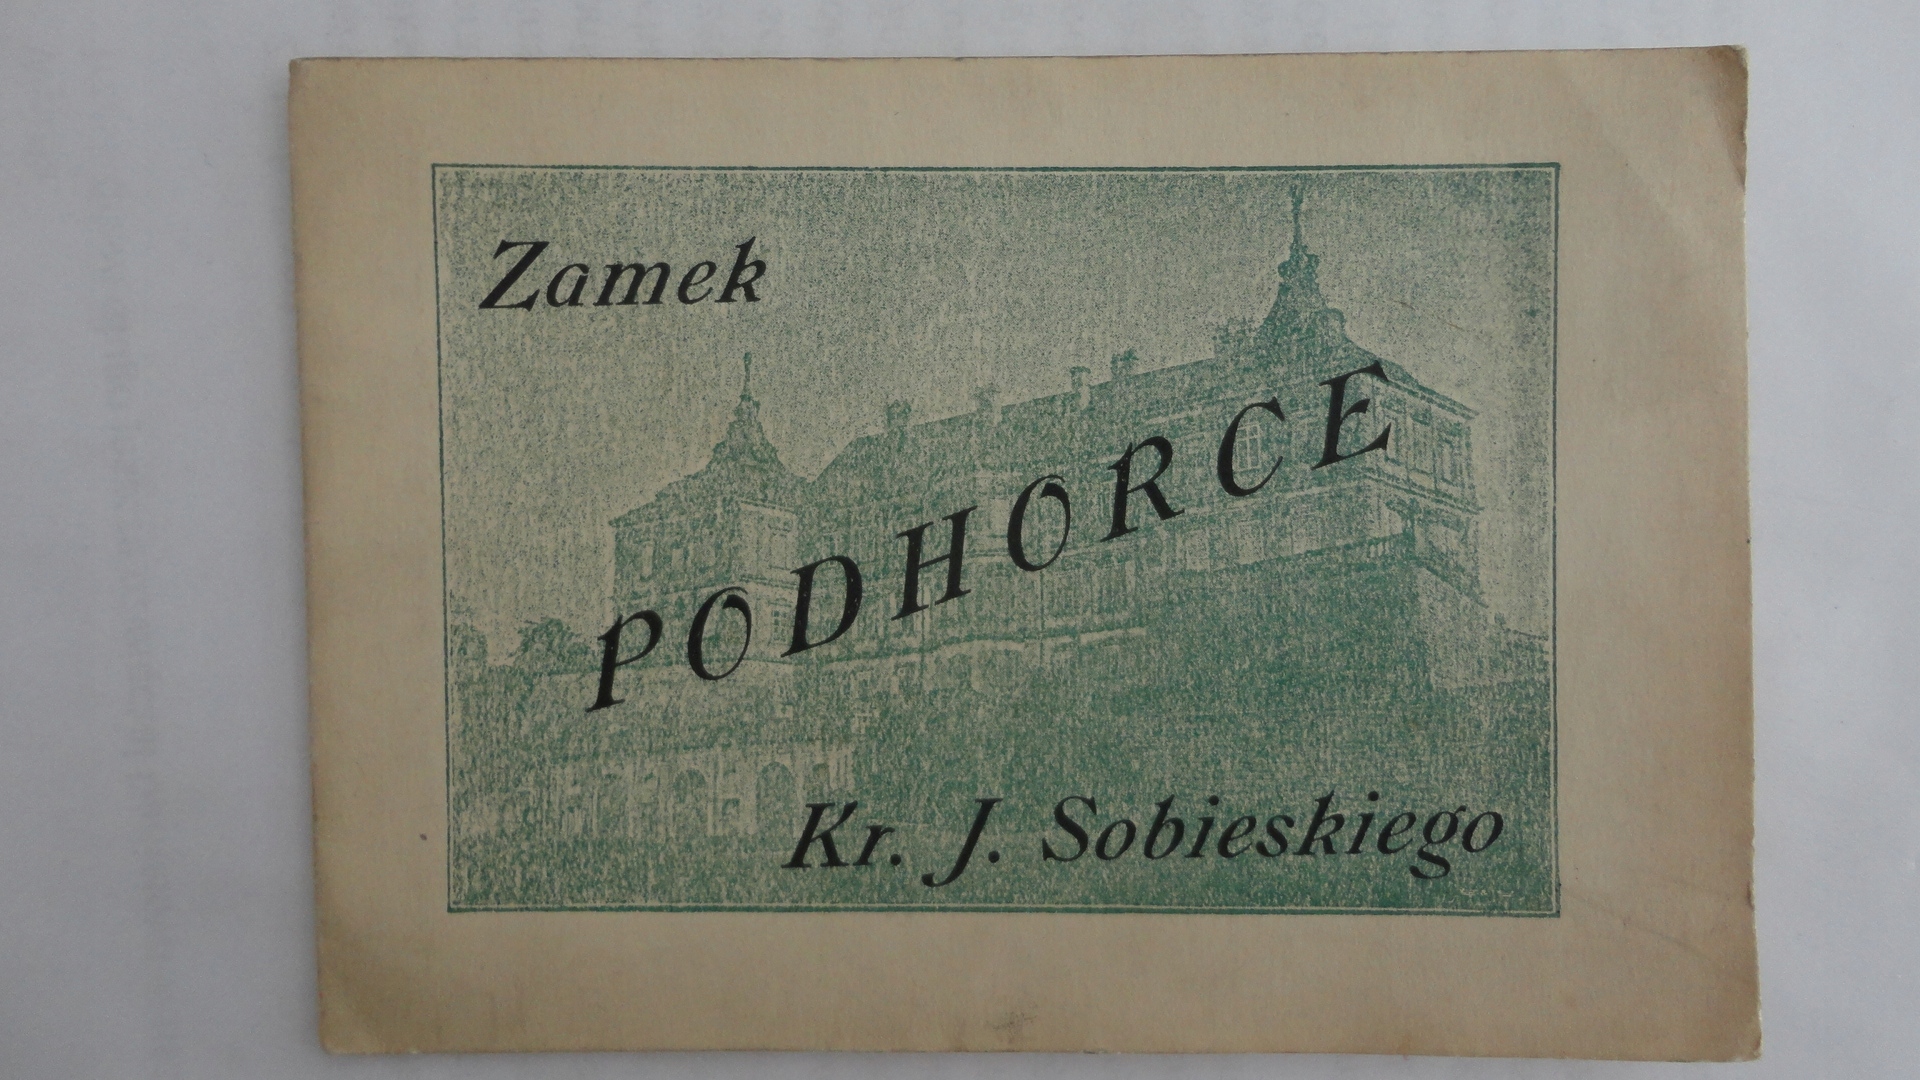 Zamek
PODHORCE
Kr. J. Sobieskiego